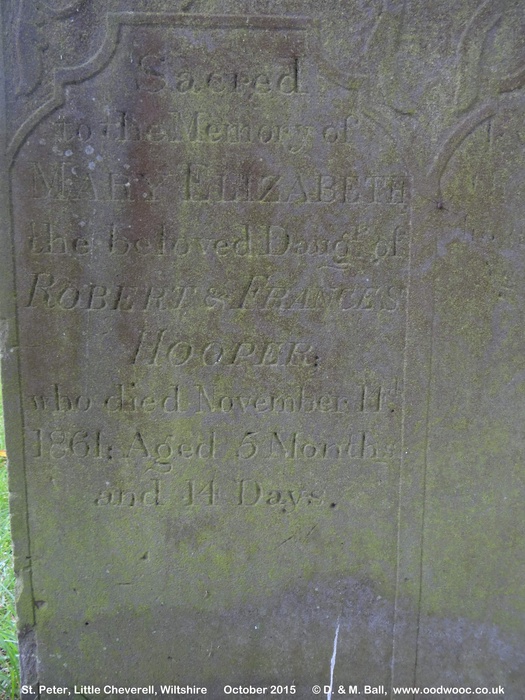 Sacred
to the Memory of
MARY ELIZABETH
the beloved Daugr. of
ROBERT & FRANCES
HOOPER,
who died November 11th.
1861: Aged 5 Months
and 14 Days.
St. Peter, Little Cheverell, Wiltshire October 2015 © D. & M. Ball, www.oodwooc.co.uk